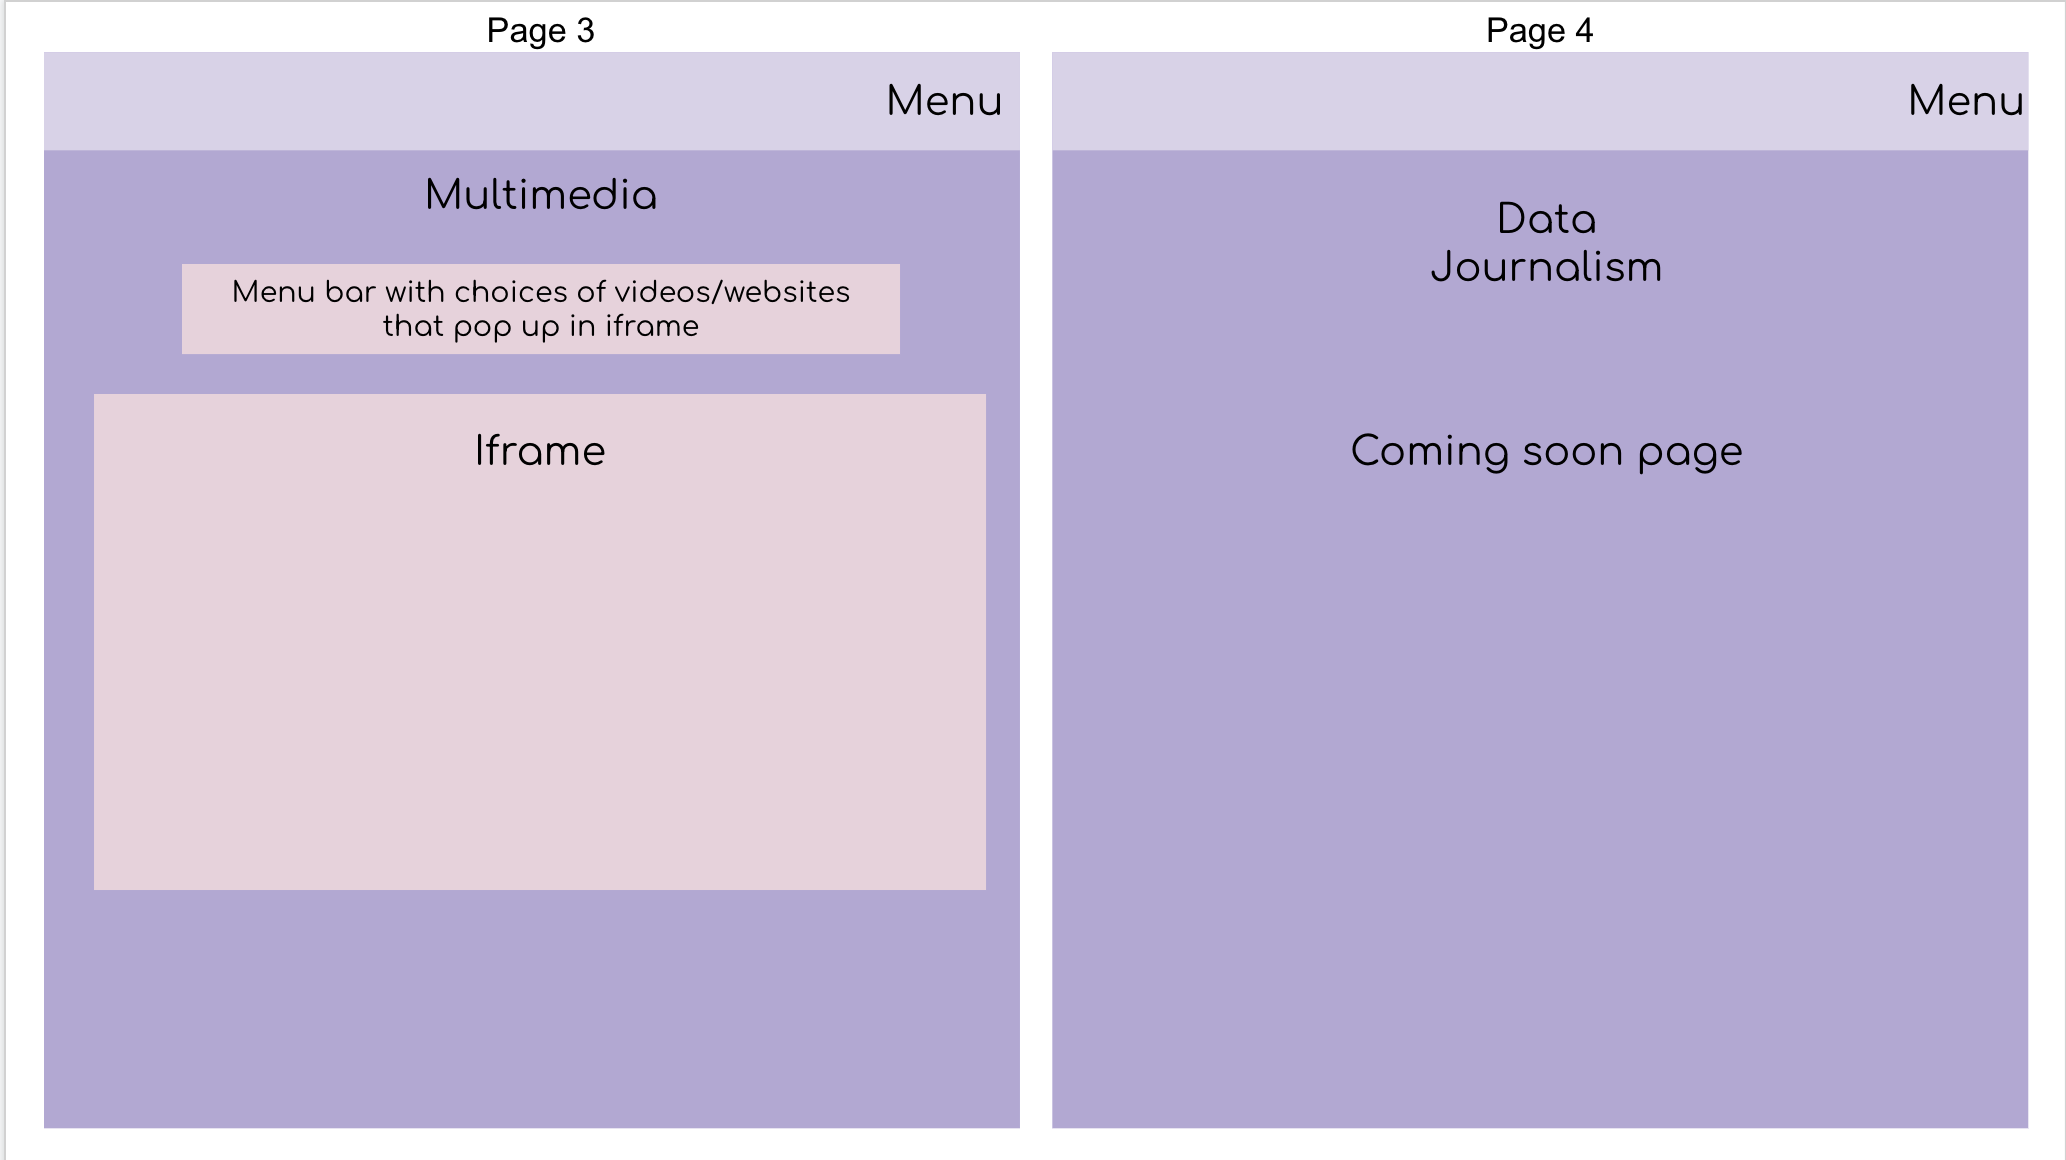 Page 3
Menu
Multimedia
Menu bar with choices of videos/websites
that pop up in iframe
Iframe
Page 4
Menu
Data
Journalism
Coming soon page